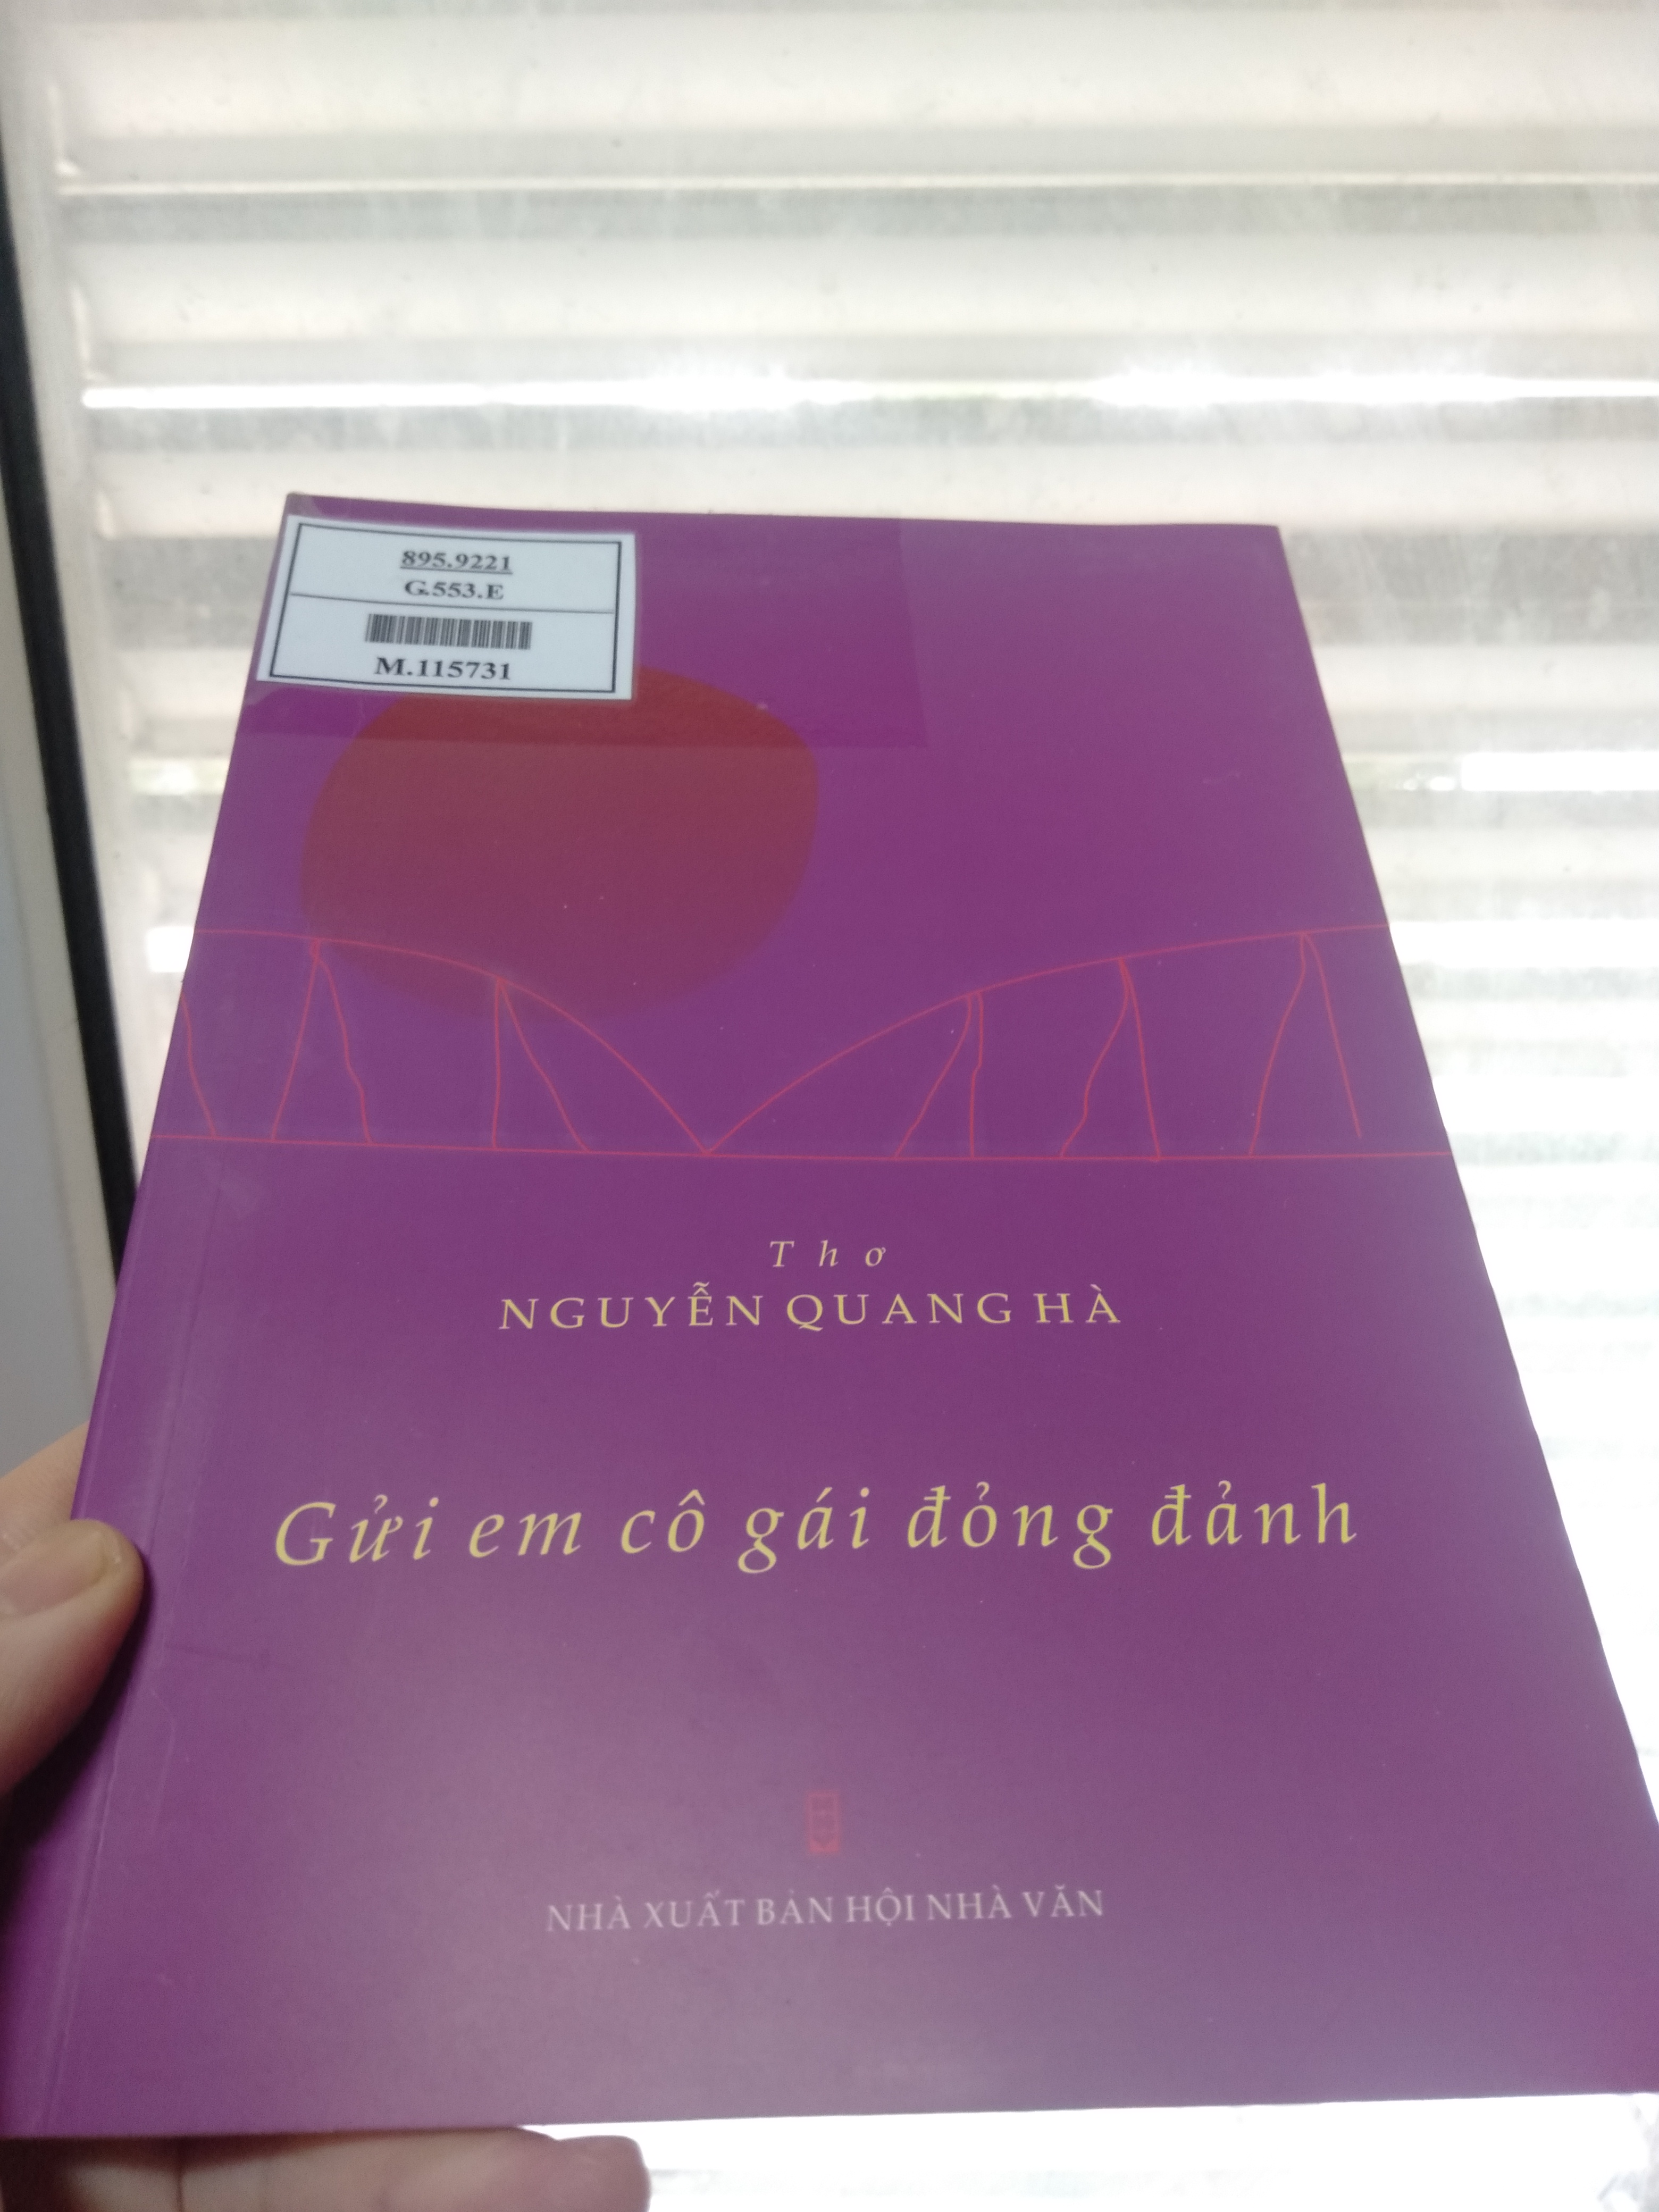 895.9221
G.553.E
M.115731
Thơ
NGUYỄN QUANG HÀ
Gửi em cô gái đỏng đảnh
NHÀ XUẤT BẢN HỘI NHÀ VĂN